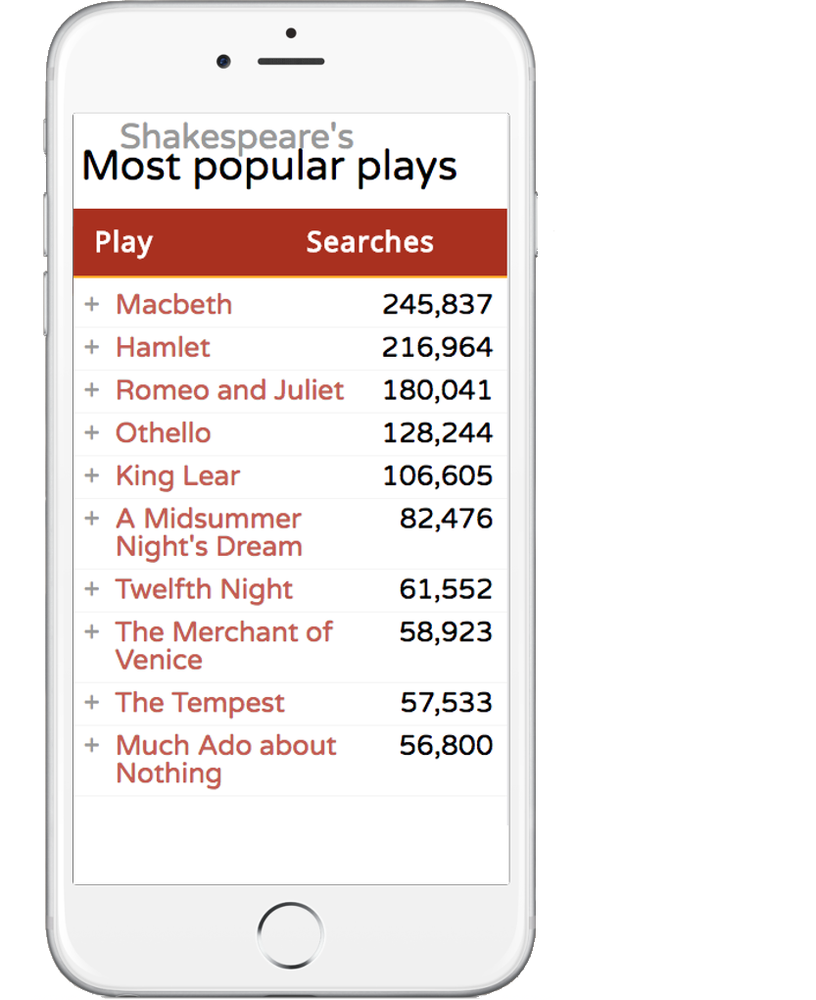 Shakespeare's
Most popular plays
Play Searches
+ Macbeth 245,837
+ Hamlet 216,964
+ Romeo and Juliet 180,041
+ Othello 128,244
+ King Lear 106,605
+ A Midsummer 82,476
Night's Dream
+ Twelfth Night 61,552
+ The Merchant of 58,923
Venice
+ The Tempest 57,533
+ Much Ado about 56,800
Nothing